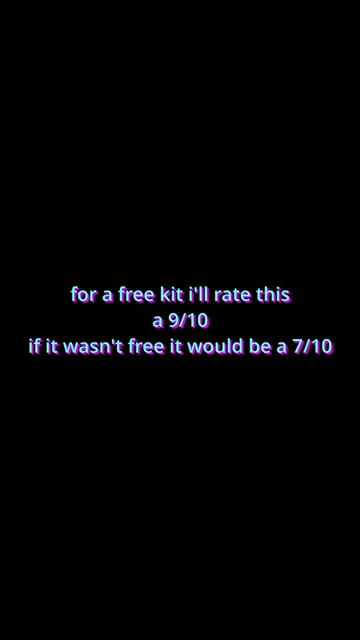 for a free kit i'll rate this
a 9/10
if it wasn't free it would be a 7/10